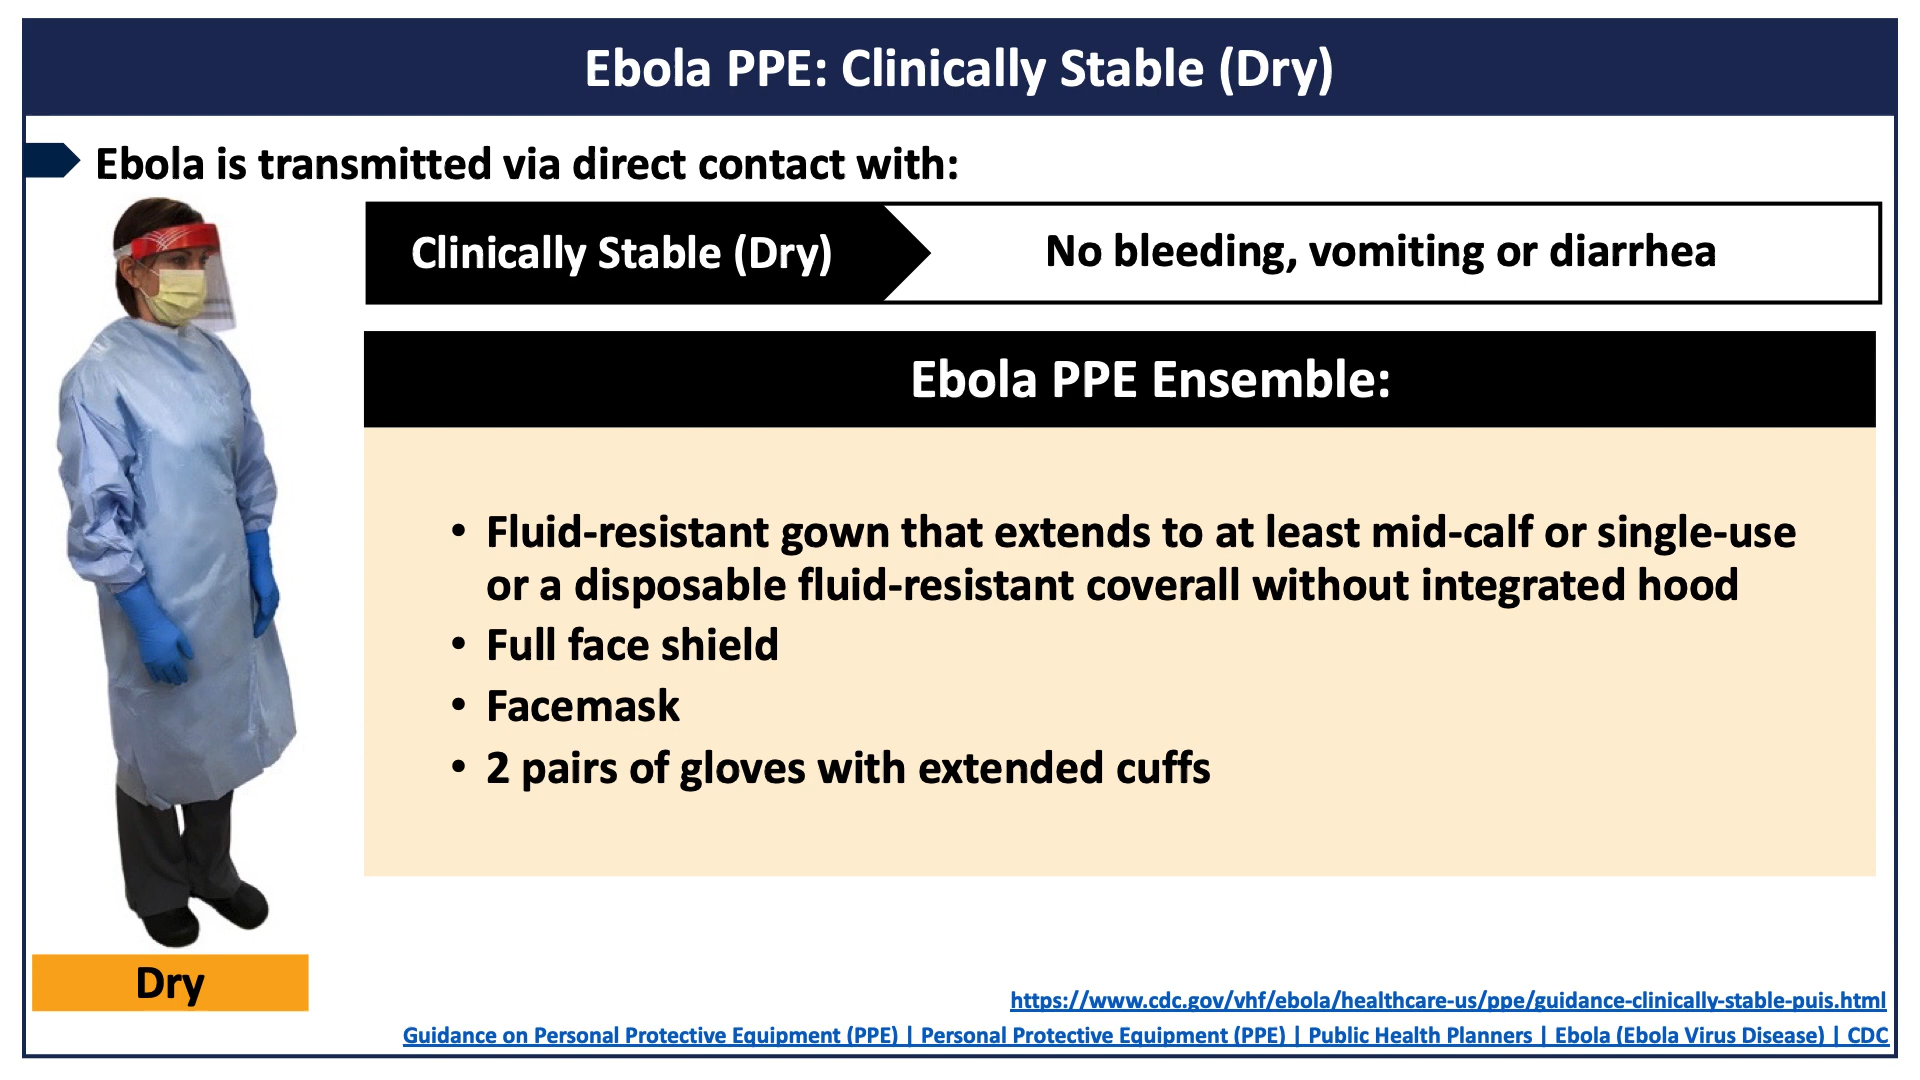 Ebola PPE: Clinically Stable (Dry)
Ebola is transmitted via direct contact with:
Clinically Stable (Dry)
No bleeding, vomiting or diarrhea
Ebola PPE Ensemble:
• Fluid-resistant gown that extends to at least mid-calf or single-use
or a disposable fluid-resistant coverall without integrated hood
• Full face shield
• Facemask
• 2 pairs of gloves with extended cuffs
Dry
https://www.cdc.gov/vhf/ebola/healthcare-us/ppe/guidance-clinically-stable-puis.html
Guidance on Personal Protective Equipment (PPE) | Personal Protective Equipment (PPE) | Public Health Planners | Ebola (Ebola Virus Disease) | CDC